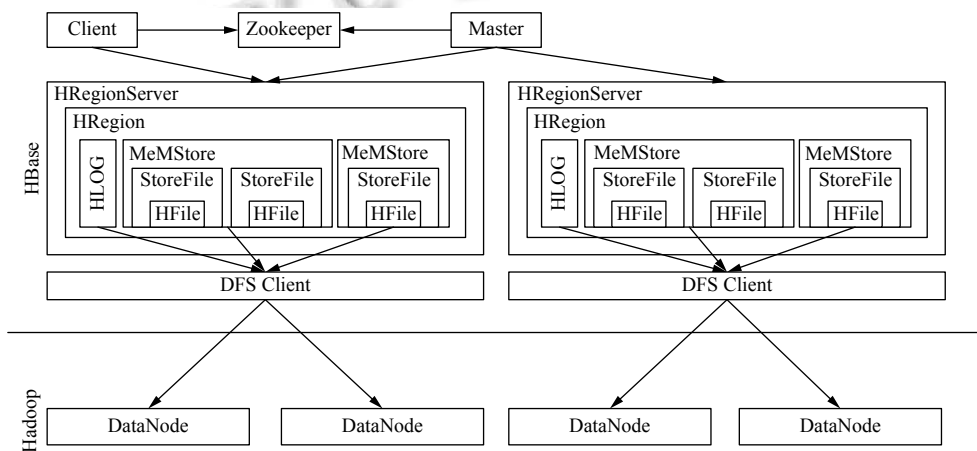 Client
Zookeeper
Master
HBase
HRegionServer
HRegion
HLOG
MeMStore
StoreFile
HFile
StoreFile
HFile
MeMStore
StoreFile
HFile
DFS Client
HRegionServer
HRegion
HLOG
MeMStore
StoreFile
HFile
StoreFile
HFile
MeMStore
StoreFile
HFile
DFS Client
Hadoop
DataNode
DataNode
DataNode
DataNode